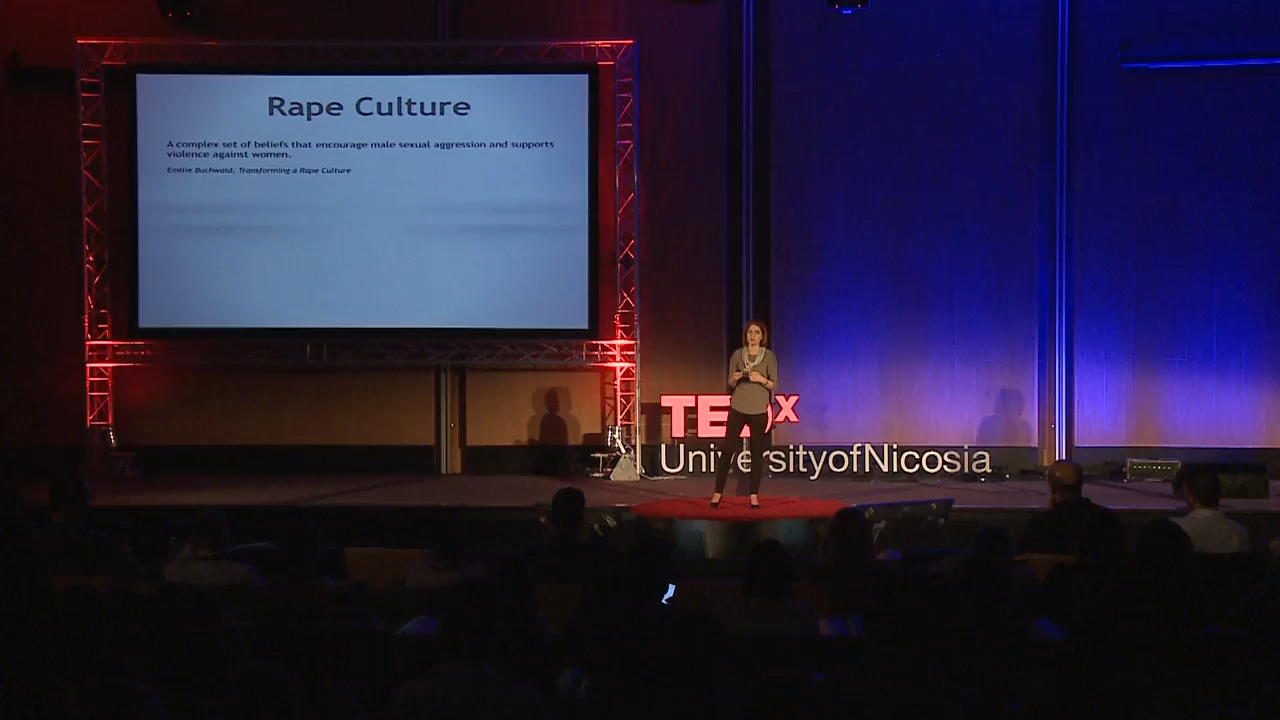 Rape Culture
A complex set of beliefs that encourage male sexual aggression and supports
violence against women.
Emilie Buchwald, Transforming a Rape Culture
TEDx
UniversityofNicosia